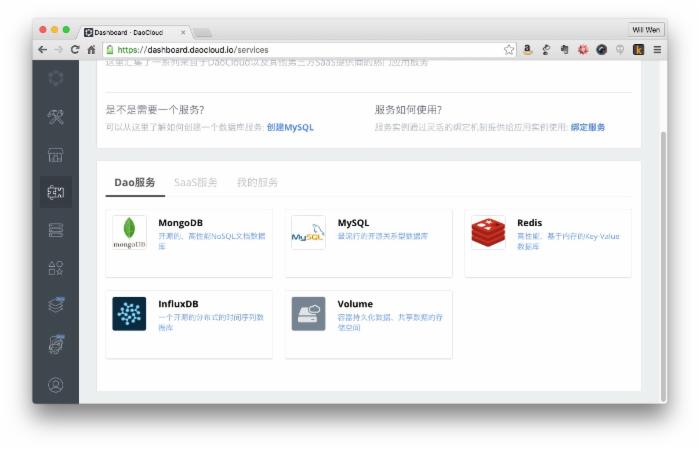 Dashboard · DaoCloud
Will Wen
https://dashboard.daocloud.io/services
这里汇集了一系列来自于DaoCloud以及其他第三方SaaS提供商的热门应用服务
是不是需要一个服务?
服务如何使用?
可以从这里了解如何创建一个数据库服务: 创建MySQL
服务实例通过灵活的绑定机制提供给应用实例使用: 绑定服务
Dao服务
SaaS服务
我的服务
MongoDB
开源的、高性能NoSQL文档数据
库
mongoDB
MySQL
最流行的开源关系型数据库
MySQL
Redis
高性能、基于内存的Key-Value
数据库
InfluxDB
一个开源的分布式的时间序列数
据库
Volume
容器持久化数据、共享数据的存
储空间